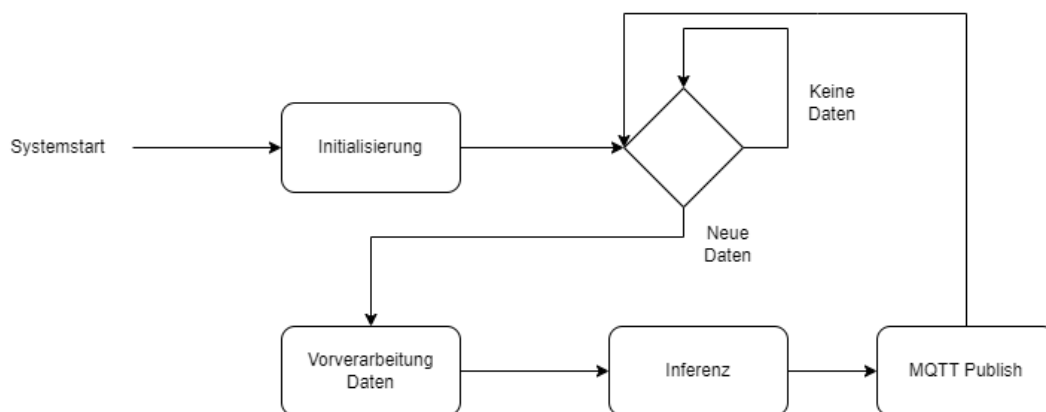 Systemstart
Initialisierung
Keine
Daten
Neue
Daten
Vorverarbeitung
Daten
Inferenz
MQTT Publish